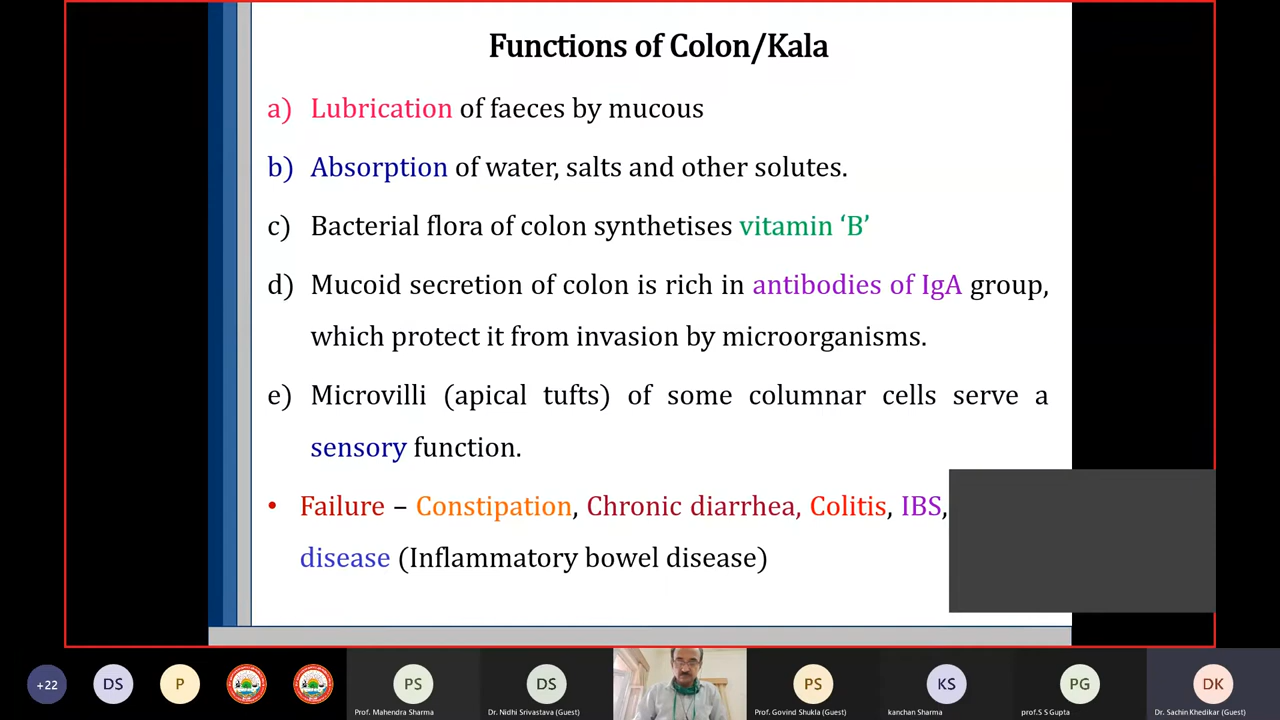 Functions of Colon/Kala
a) Lubrication of faeces by mucous
b) Absorption of water, salts and other solutes.
c) Bacterial flora of colon synthetises vitamin ‘B’
d) Mucoid secretion of colon is rich in antibodies of IgA group,
which protect it from invasion by microorganisms.
e) Microvilli (apical tufts) of some columnar cells serve a
sensory function.
• Failure – Constipation, Chronic diarrhea, Colitis, IBS,
disease (Inflammatory bowel disease)
+22 DS P PS DS PS KS PG DK
Prof. Mahendra Sharma Dr. Nidhi Srivastava (Guest) Prof. Govind Shukla (Guest) kanchan Sharma prof.S S Gupta Dr. Sachin Khedikar (Guest)